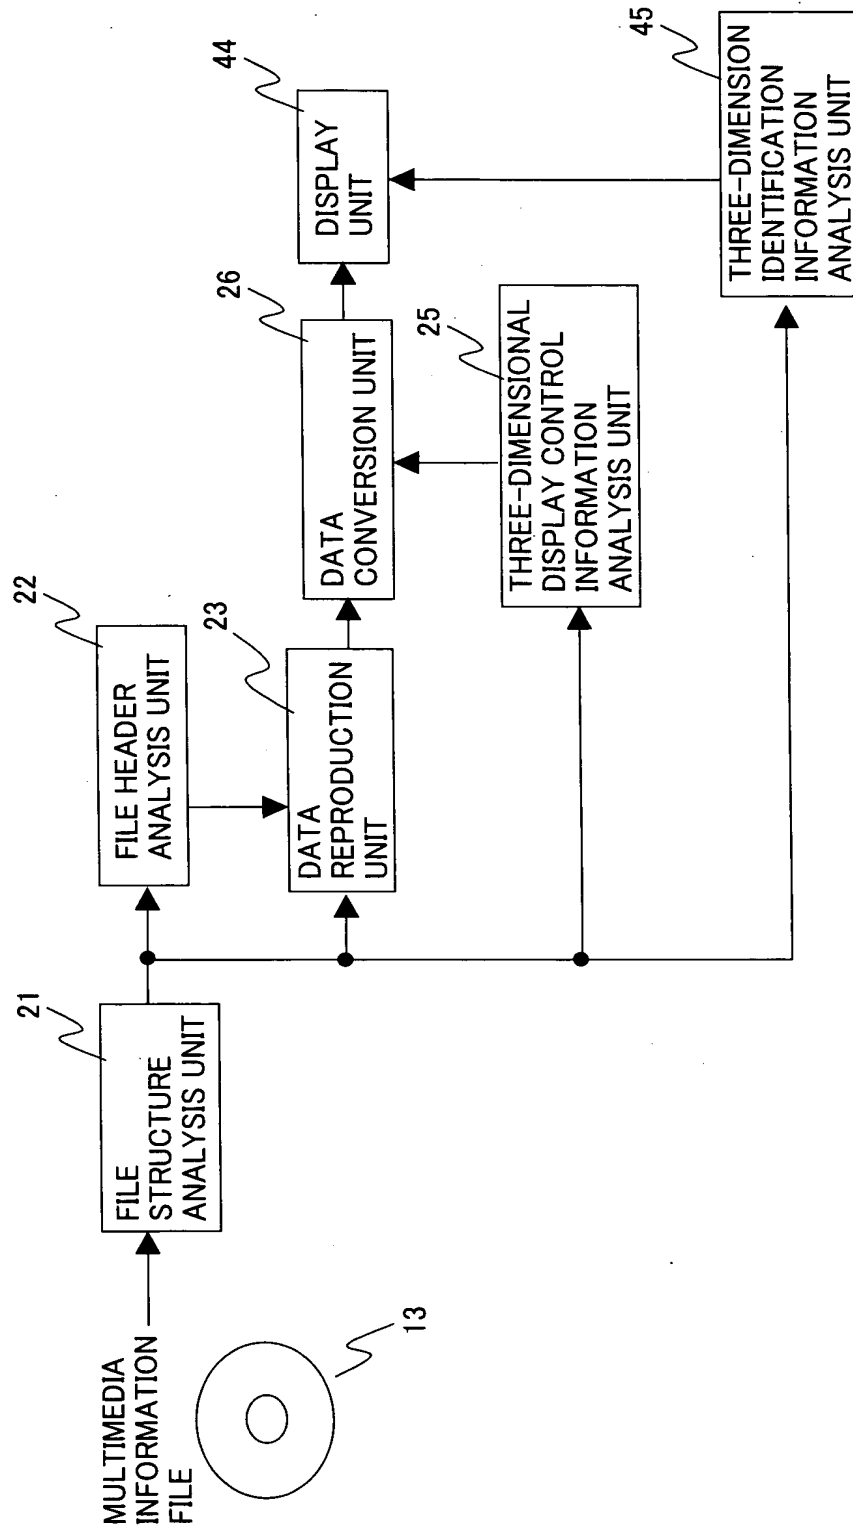 MULTIMEDIA
INFORMATION
FILE
13
21
FILE
STRUCTURE
ANALYSIS UNIT
22
FILE HEADER
ANALYSIS UNIT
23
DATA
REPRODUCTION
UNIT
26
DATA
CONVERSION UNIT
44
DISPLAY
UNIT
25
THREE-DIMENSIONAL
DISPLAY CONTROL
INFORMATION
ANALYSIS UNIT
45
THREE-DIMENSION
IDENTIFICATION
INFORMATION
ANALYSIS UNIT